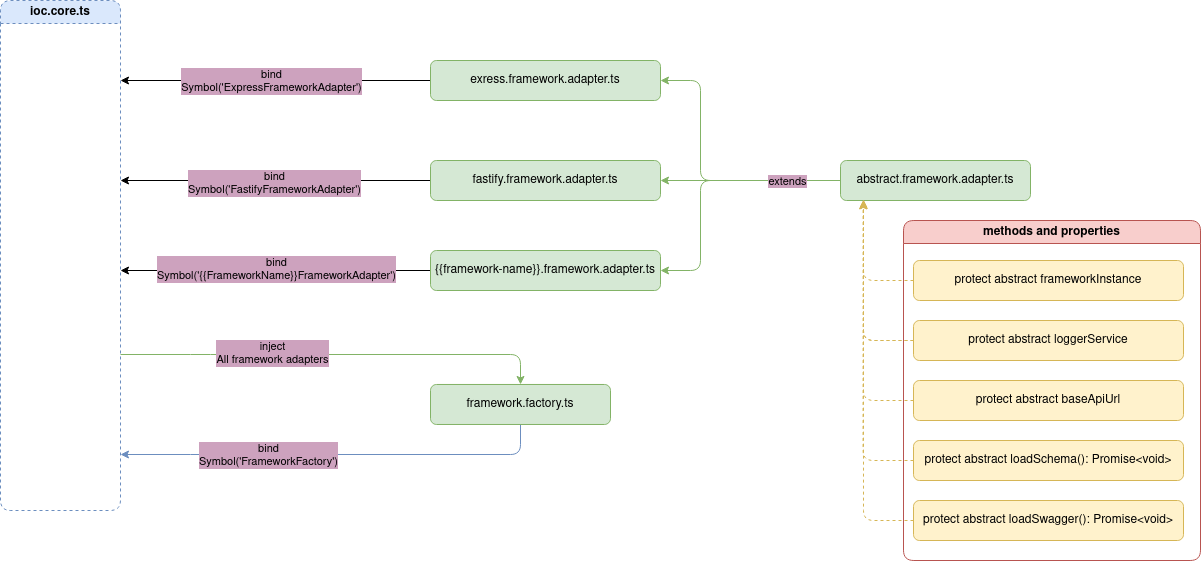 ioc.core.ts
bind
Symbol('ExpressFrameworkAdapter')
exress.framework.adapter.ts
bind
Symbol('FastifyFrameworkAdapter')
fastify.framework.adapter.ts
extends
abstract.framework.adapter.ts
bind
Symbol('{{FrameworkName}}FrameworkAdapter')
{{framework-name}}.framework.adapter.ts
methods and properties
protect abstract frameworkInstance
protect abstract loggerService
protect abstract baseApiUrl
protect abstract loadSchema(): Promise<void>
protect abstract loadSwagger(): Promise<void>
inject
All framework adapters
framework.factory.ts
bind
Symbol('FrameworkFactory')